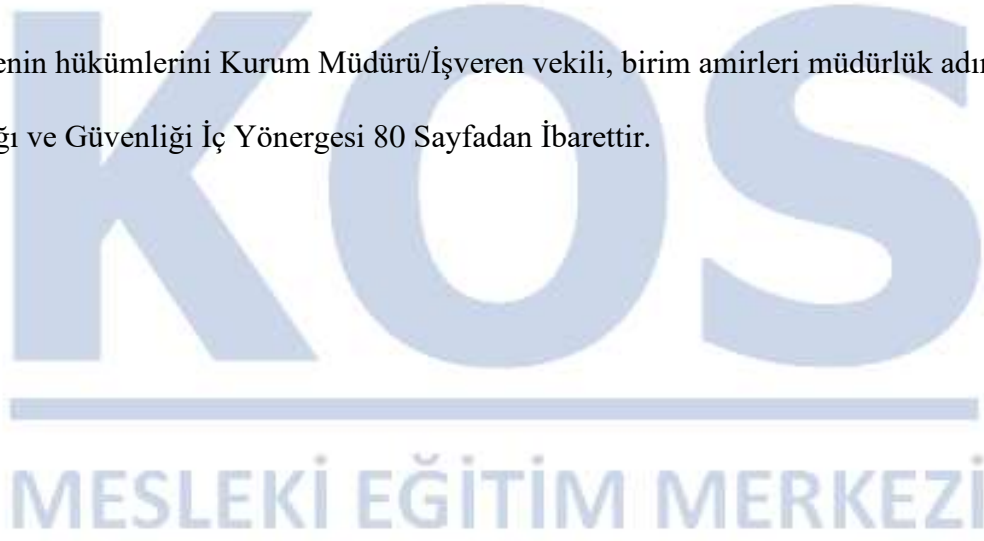 enin hükümlerini Kurum Müdürü/İşveren vekili, birim amirleri müdürlük adı
ğı ve Güvenliği İç Yönergesi 80 Sayfadan İbarettir.
KOS
MESLEKİ EĞİTİM MERKEZİ